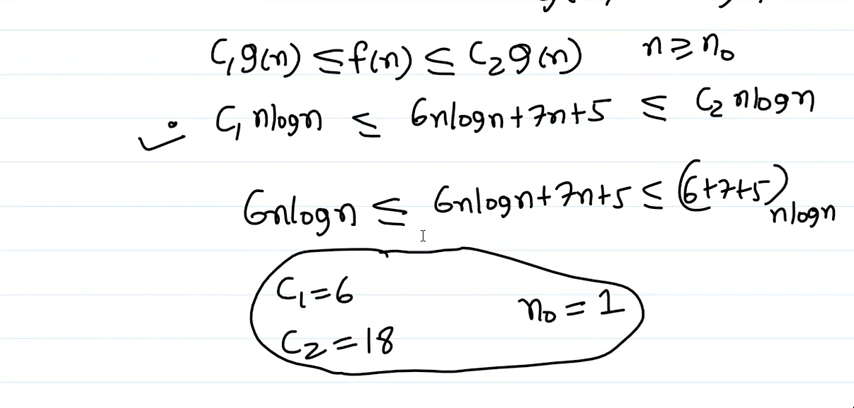 C₁g(n) ≤ f(n) ≤ C₂g(n) n ≥ n₀
C₁ nlogn ≤ 6nlogn+7n+5 ≤ C₂ nlogn
6nlogn ≤ 6nlogn+7n+5 ≤ (6+7+5) nlogn
C₁=6
n₀ = 1
C₂=18